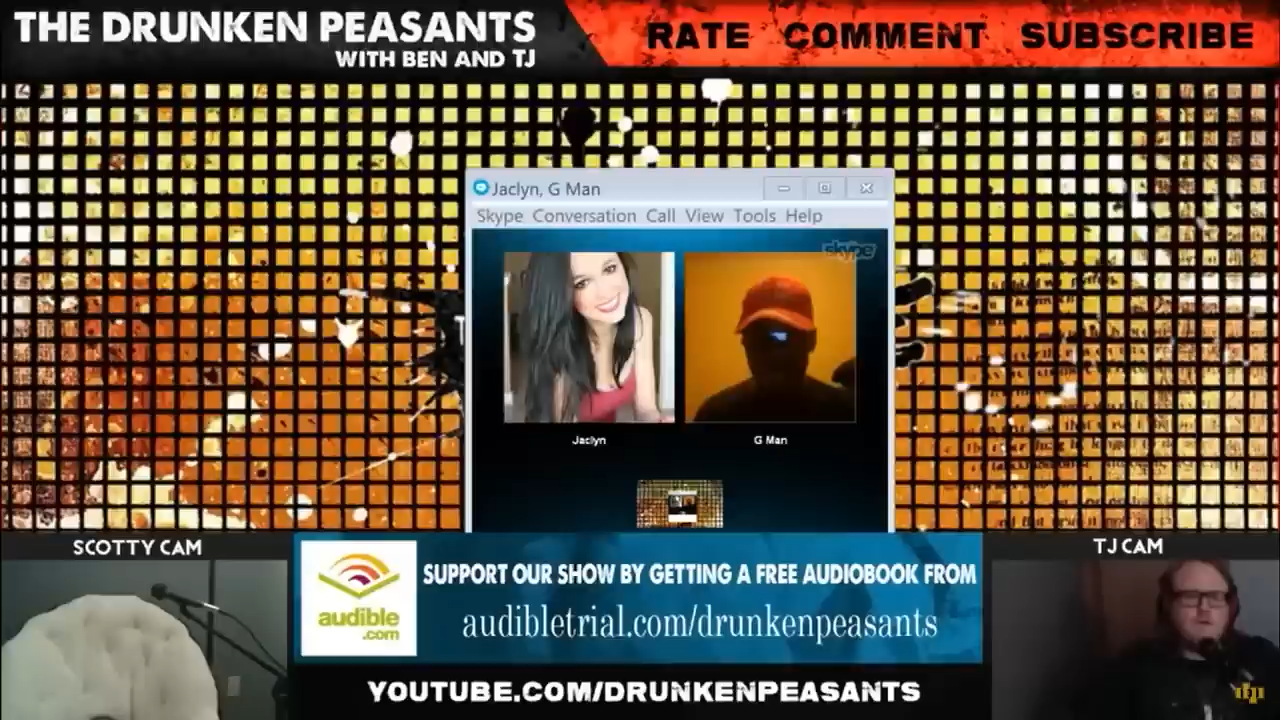 THE DRUNKEN PEASANTS
WITH BEN AND TJ
RATE COMMENT SUBSCRIBE
Jaclyn, G Man
Skype Conversation Call View Tools Help
skype
Jaclyn
G Man
SCOTTY CAM
TJ CAM
audible
.com
SUPPORT OUR SHOW BY GETTING A FREE AUDIOBOOK FROM
audibletrial.com/drunkenpeasants
YOUTUBE.COM/DRUNKENPEASANTS
dp